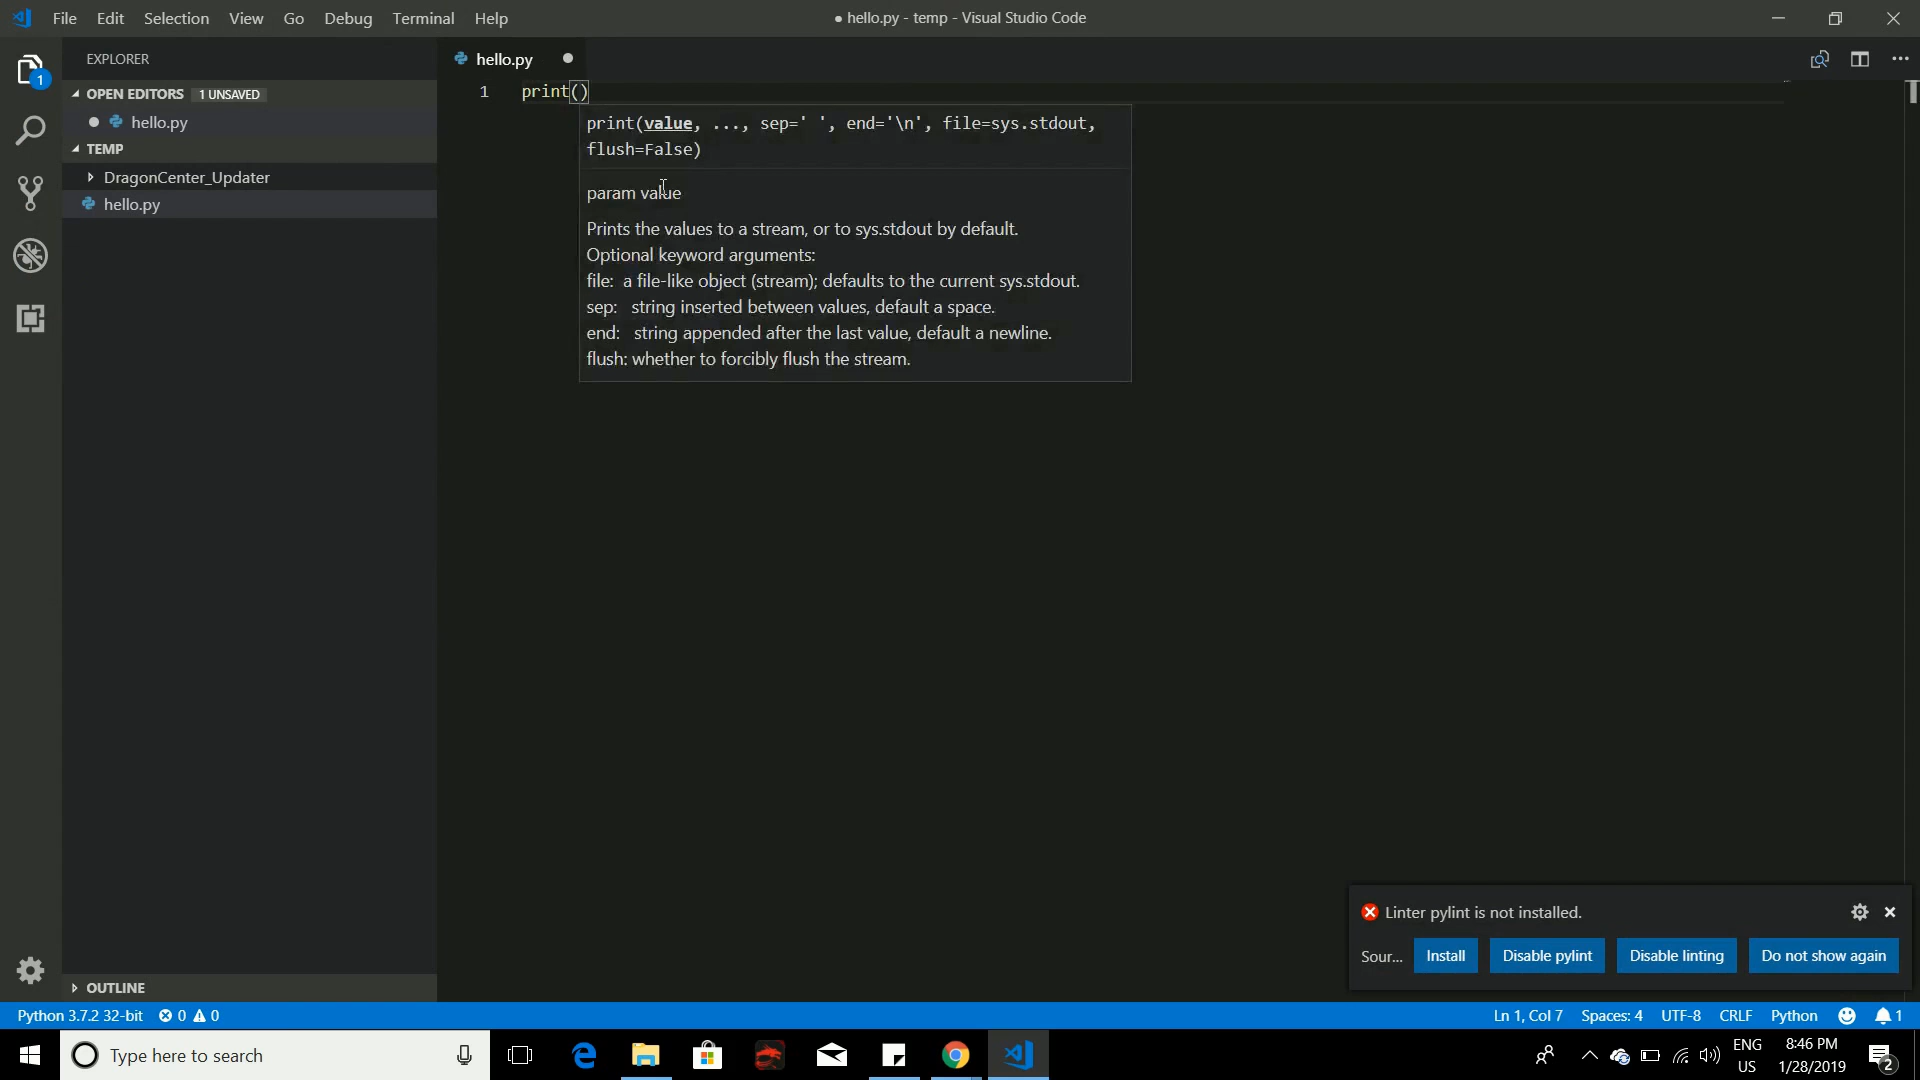 File Edit Selection View Go Debug Terminal Help
● hello.py - temp - Visual Studio Code
EXPLORER
OPEN EDITORS 1 UNSAVED
hello.py
TEMP
DragonCenter_Updater
hello.py
OUTLINE
1
hello.py
1 print()
print(value, ..., sep=' ', end='\n', file=sys.stdout,
flush=False)
param value
Prints the values to a stream, or to sys.stdout by default.
Optional keyword arguments:
file: a file-like object (stream); defaults to the current sys.stdout.
sep: string inserted between values, default a space.
end: string appended after the last value, default a newline.
flush: whether to forcibly flush the stream.
Linter pylint is not installed.
Sour... Install Disable pylint Disable linting Do not show again
Python 3.7.2 32-bit 0 0
Ln 1, Col 7 Spaces: 4 UTF-8 CRLF Python 1
Type here to search
ENG
US
8:46 PM
1/28/2019
2